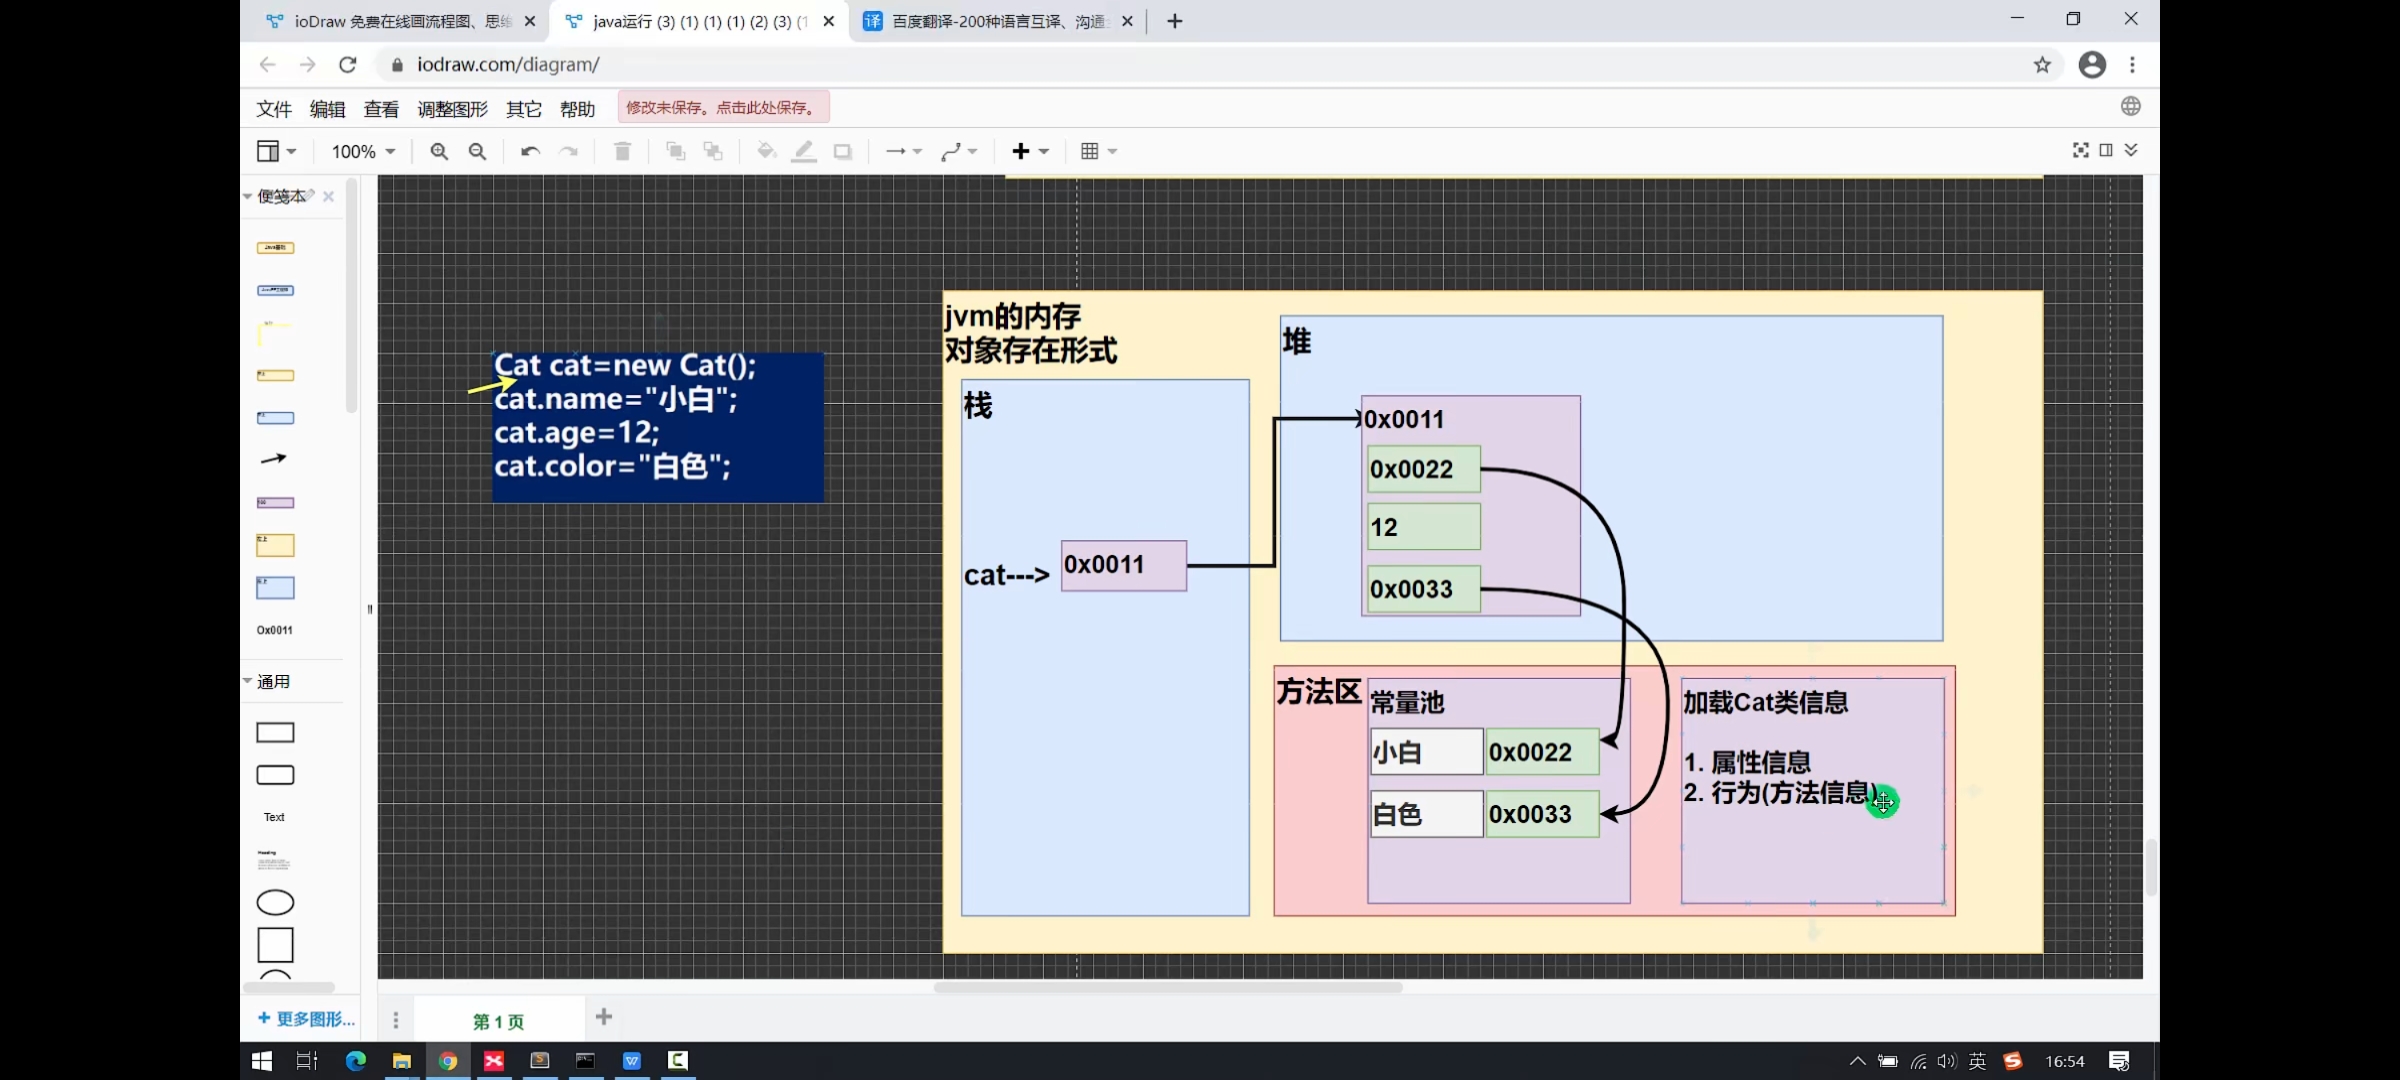 ioDraw 免费在线画流程图、思维
java运行 (3) (1) (1) (1) (2) (3) (1
百度翻译-200种语言互译、沟通全
iodraw.com/diagram/
文件 编辑 查看 调整图形 其它 帮助 修改未保存。点击此处保存。
100%
便笺本
0x0011
通用
Text
Heading
更多图形...
第 1 页
Cat cat=new Cat();
cat.name="小白";
cat.age=12;
cat.color="白色";
jvm的内存
对象存在形式
栈
cat---> 0x0011
堆
0x0011
0x0022
12
0x0033
方法区
常量池
小白 0x0022
白色 0x0033
加载Cat类信息
1. 属性信息
2. 行为(方法信息)
英
16:54